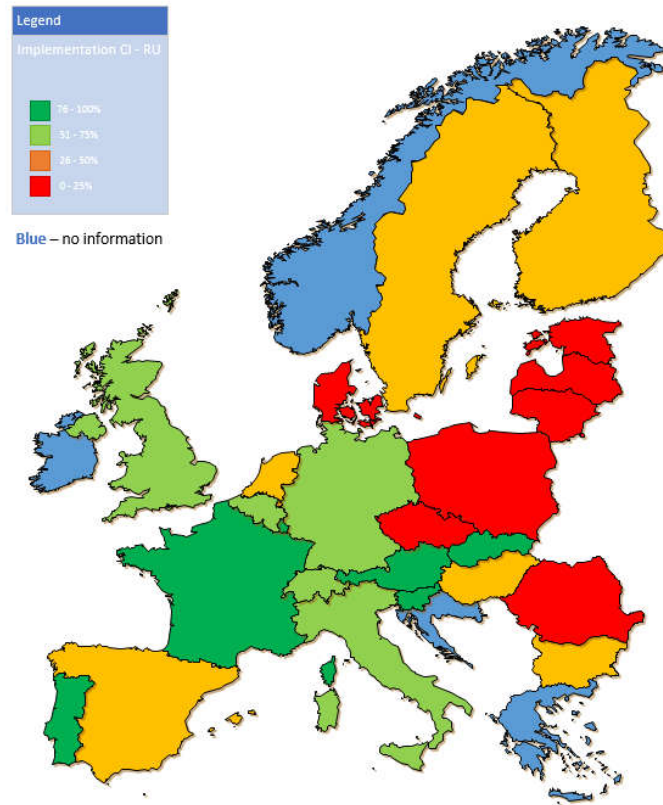 Legend
Implementation CI - RU
76 - 100%
51 - 75%
26 - 50%
0 - 25%
Blue – no information